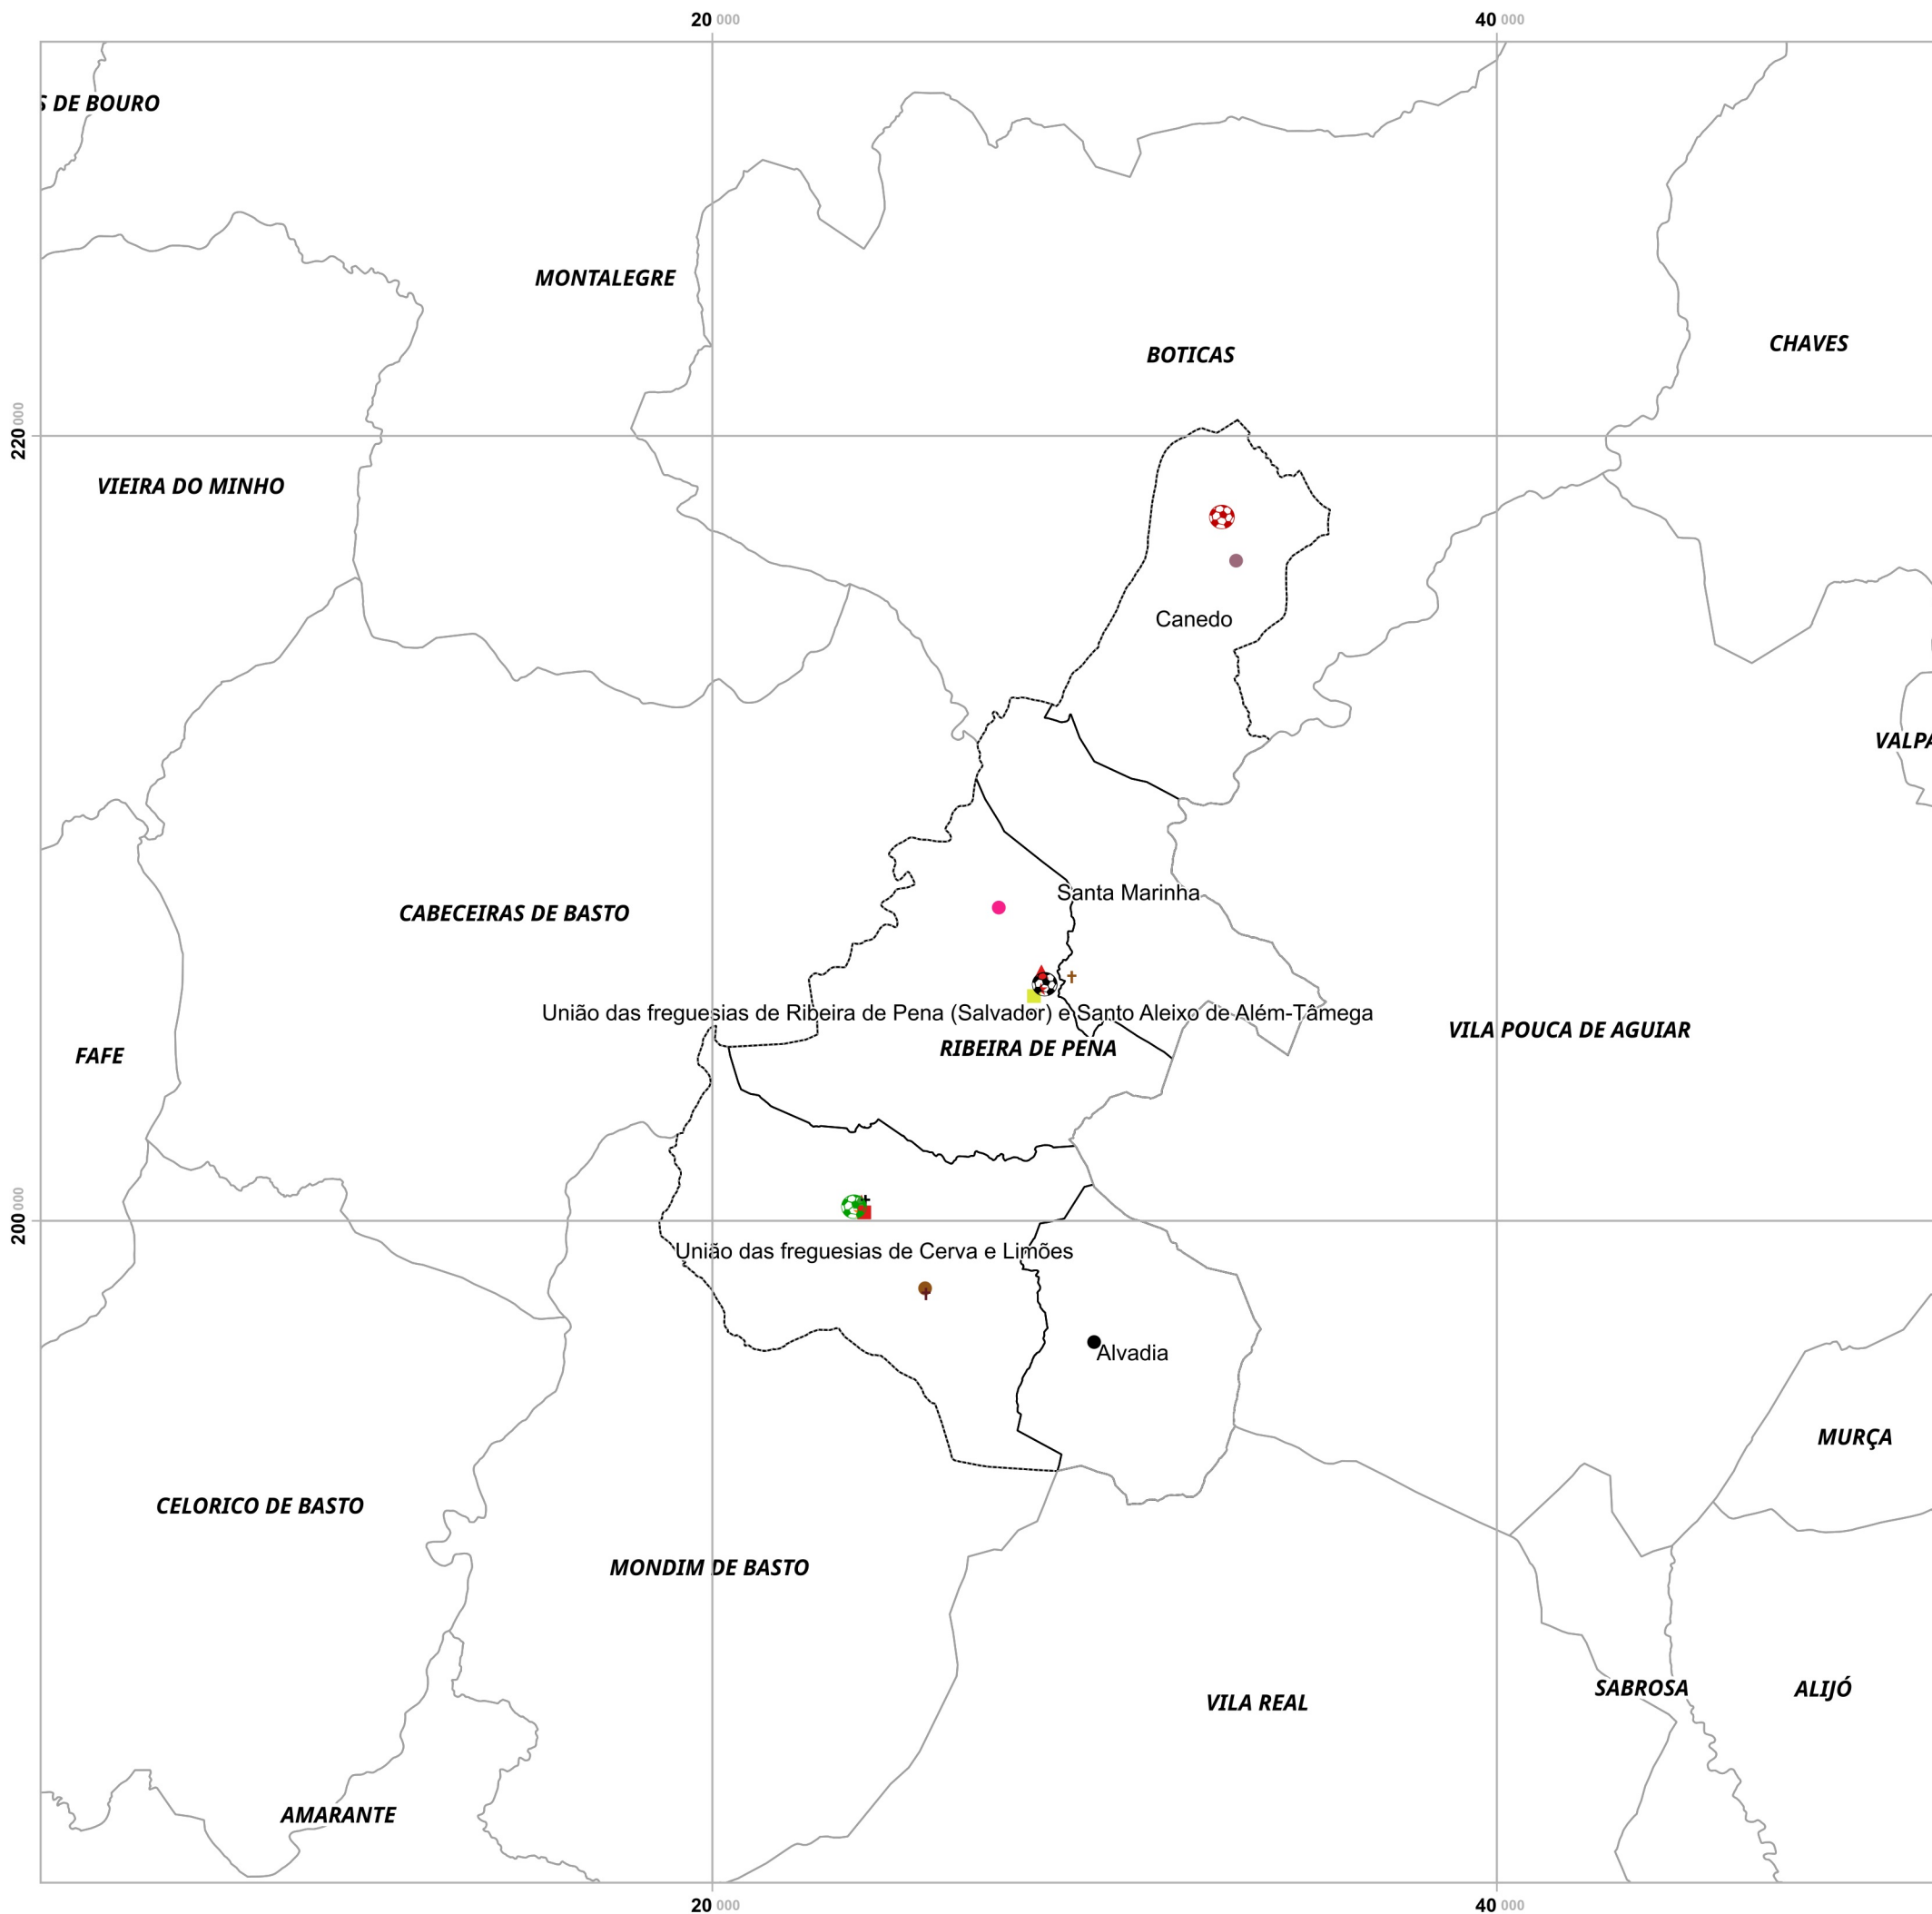 20 000
40 000
S DE BOURO
MONTALEGRE
CHAVES
BOTICAS
220 000
VIEIRA DO MINHO
Canedo
VALPA
Santa Marinha
CABECEIRAS DE BASTO
União das freguesias de Ribeira de Pena (Salvador) e Santo Aleixo de Além-Tâmega
VILA POUCA DE AGUIAR
RIBEIRA DE PENA
FAFE
200 000
União das freguesias de Cerva e Limões
Alvadia
MURÇA
CELORICO DE BASTO
MONDIM DE BASTO
SABROSA
ALIJÓ
VILA REAL
AMARANTE
20 000
40 000